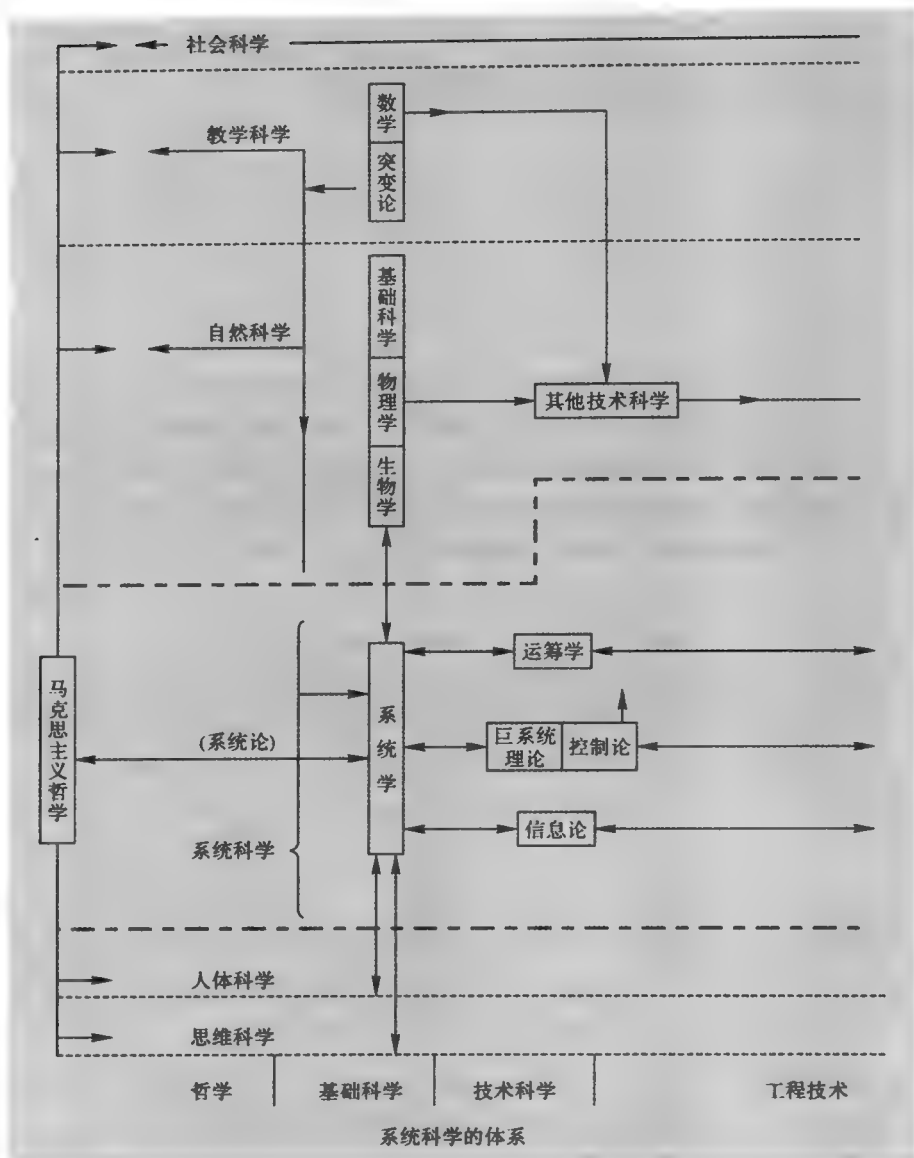 社会科学
数学
教学科学
突变论
基础科学
自然科学
物理学
其他技术科学
生物学
运筹学
马克思主义哲学
(系统论)
系统学
巨系统理论
控制论
系统科学
信息论
人体科学
思维科学
哲学
基础科学
技术科学
工程技术
系统科学的体系